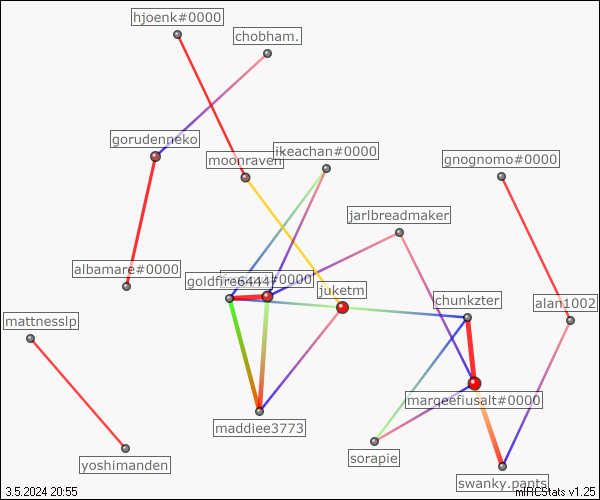 hjoenk#0000
chobham.
gorudenneko
moonraven
ikeachan#0000
gnognomo#0000
jarlbreadmaker
albamare#0000
goldfire6444
#0000
juketm
chunkzter
alan1002
mattnesslp
margeefiusalt#0000
maddiee3773
sorapie
yoshimanden
swanky.pants
3.5.2024 20:55
mIRCStats v1.25